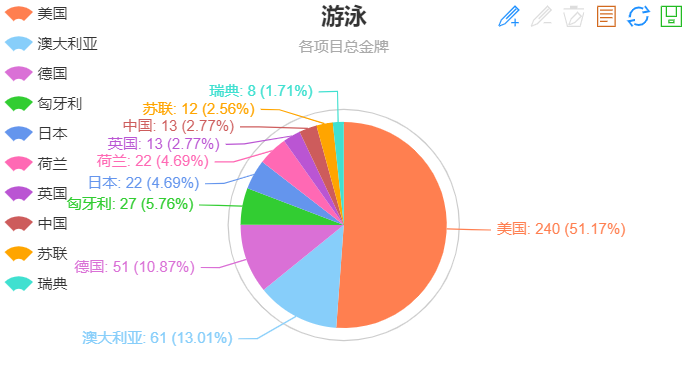 游泳
各项目总金牌
美国
澳大利亚
德国
匈牙利
日本
荷兰
英国
中国
苏联
瑞典
瑞典: 8 (1.71%)
苏联: 12 (2.56%)
中国: 13 (2.77%)
英国: 13 (2.77%)
荷兰: 22 (4.69%)
日本: 22 (4.69%)
匈牙利: 27 (5.76%)
德国: 51 (10.87%)
澳大利亚: 61 (13.01%)
美国: 240 (51.17%)